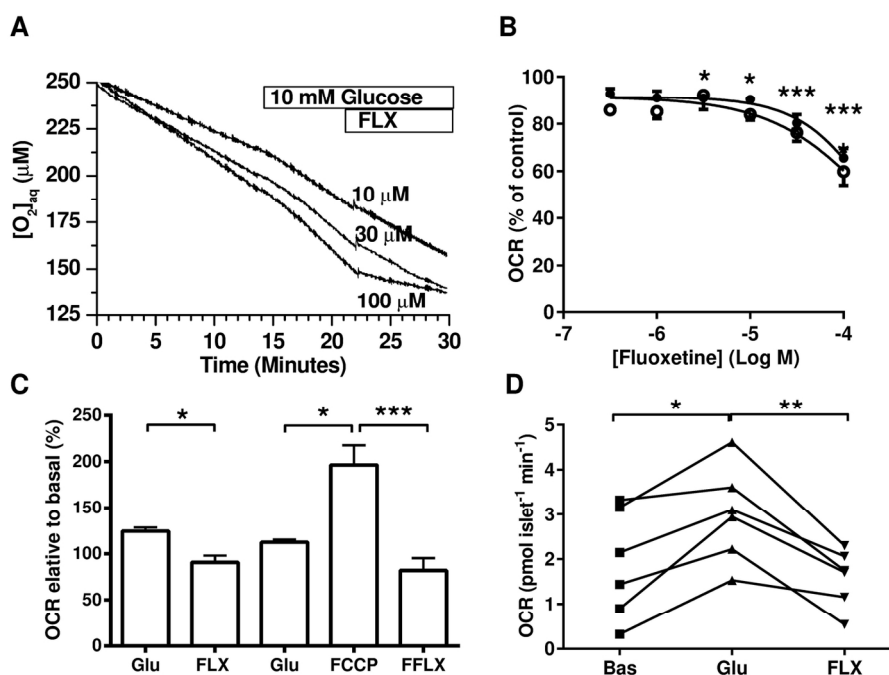 A
250
225
200
175
150
125
[O2]aq (µM)
10 mM Glucose
FLX
10 µM
30 µM
100 µM
0 5 10 15 20 25 30
Time (Minutes)
B
100
80
60
40
20
0
OCR (% of control)
* * *** ***
-7 -6 -5 -4
[Fluoxetine] (Log M)
C
250
200
150
100
50
0
OCR elative to basal (%)
* * ***
Glu FLX Glu FCCP FFLX
D
5
4
3
2
1
0
OCR (pmol islet-1 min-1)
* **
Bas Glu FLX